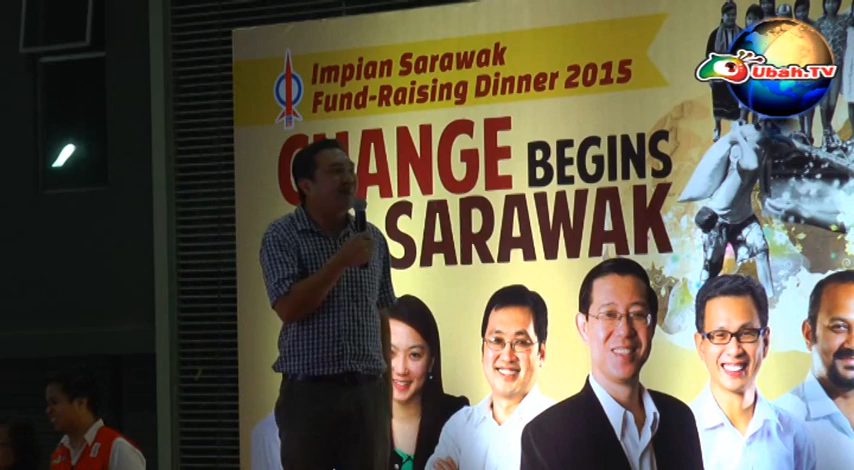 Impian Sarawak
Fund-Raising Dinner 2015
CHANGE BEGINS
SARAWAK
Ubah.TV